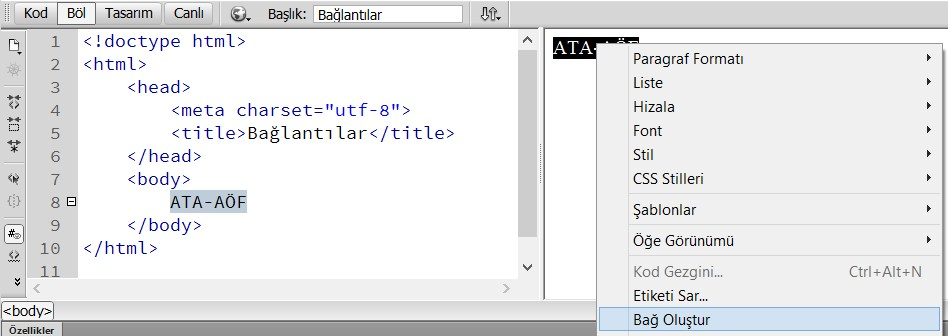 Kod Böl Tasarım Canlı Başlık: Bağlantılar
1 <!doctype html>
2 <html>
3 <head>
4 <meta charset="utf-8">
5 <title>Bağlantılar</title>
6 </head>
7 <body>
8 ATA-AÖF
9 </body>
10 </html>
11
<body>
Özellikler
ATA-AÖF
Paragraf Formatı
Liste
Hizala
Font
Stil
CSS Stilleri
Şablonlar
Öğe Görünümü
Kod Gezgini... Ctrl+Alt+N
Etiketi Sar...
Bağ Oluştur